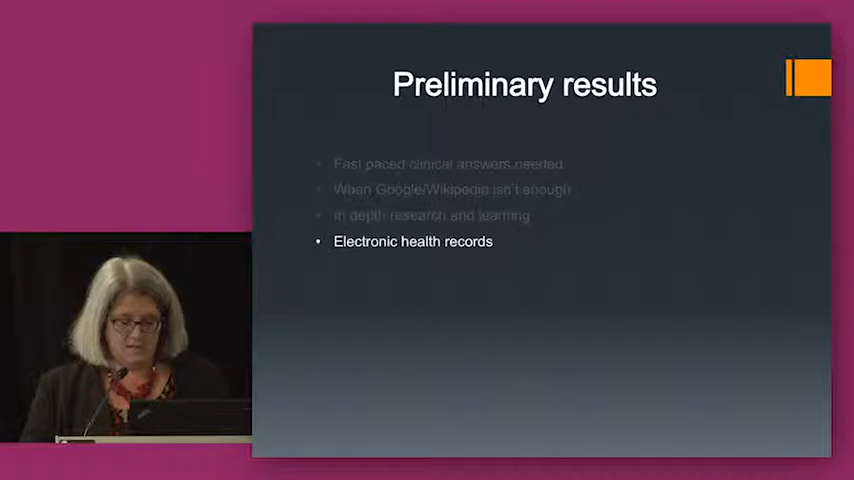 Preliminary results
• Fast paced clinical answers needed
• When Google/Wikipedia isn't enough
• In depth research and learning
• Electronic health records